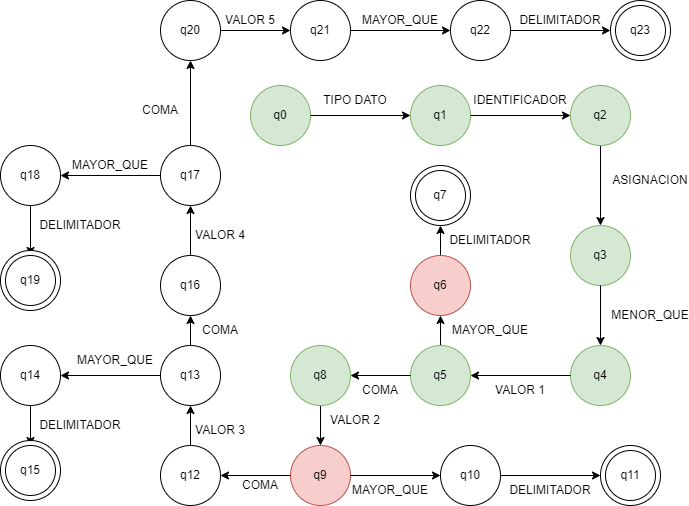 q20
VALOR 5
q21
MAYOR_QUE
q22
DELIMITADOR
q23
COMA
q0
TIPO DATO
q1
IDENTIFICADOR
q2
ASIGNACION
q18
MAYOR_QUE
q17
q7
DELIMITADOR
VALOR 4
DELIMITADOR
q3
q19
q16
q6
MENOR_QUE
COMA
MAYOR_QUE
q14
MAYOR_QUE
q13
q8
COMA
q5
VALOR 1
q4
DELIMITADOR
VALOR 3
VALOR 2
q15
q12
COMA
q9
MAYOR_QUE
q10
DELIMITADOR
q11